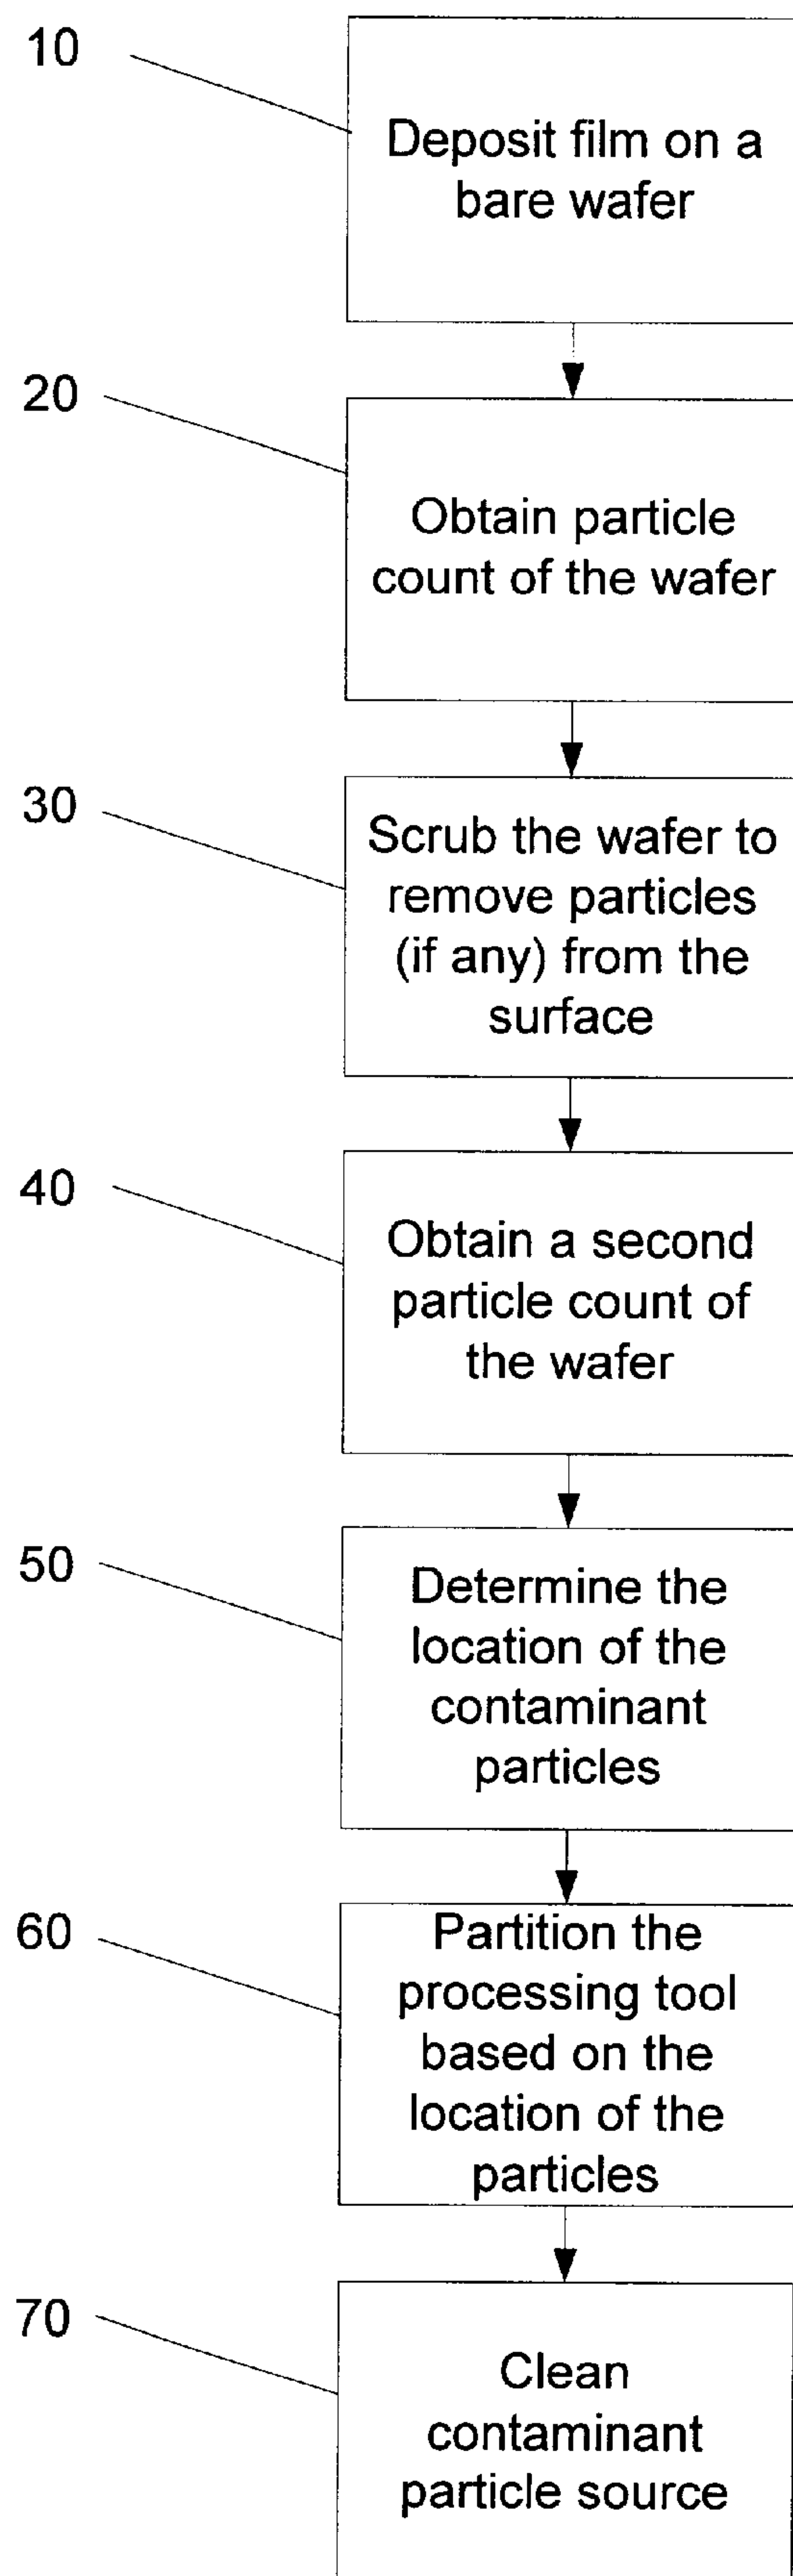 10
Deposit film on a
bare wafer
20
Obtain particle
count of the wafer
30
Scrub the wafer to
remove particles
(if any) from the
surface
40
Obtain a second
particle count of
the wafer
50
Determine the
location of the
contaminant
particles
60
Partition the
processing tool
based on the
location of the
particles
70
Clean
contaminant
particle source